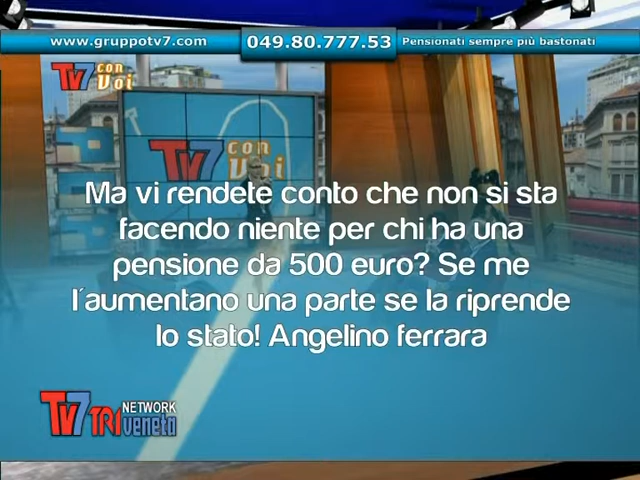 www.gruppotv7.com
049.80.777.53
Pensionati sempre più bastonati
TV7 con Voi
TV7 con Voi
Ma vi rendete conto che non si sta
facendo niente per chi ha una
pensione da 500 euro? Se me
l'aumentano una parte se la riprende
lo stato! Angelino ferrara
TV7 TRIveneta NETWORK